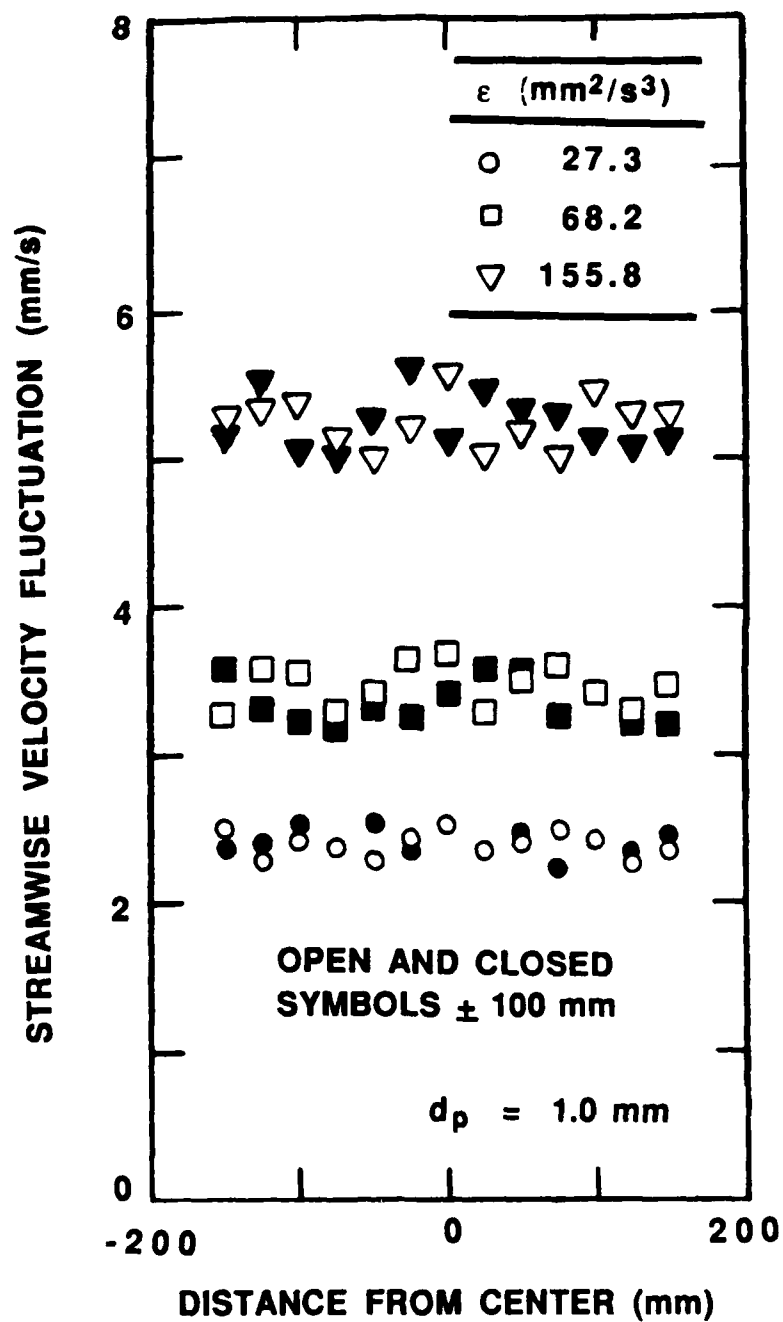 8
6
4
2
0
-200
0
200
STREAMWISE VELOCITY FLUCTUATION (mm/s)
DISTANCE FROM CENTER (mm)
ε (mm²/s³)
27.3
68.2
155.8
OPEN AND CLOSED
SYMBOLS ± 100 mm
dp = 1.0 mm